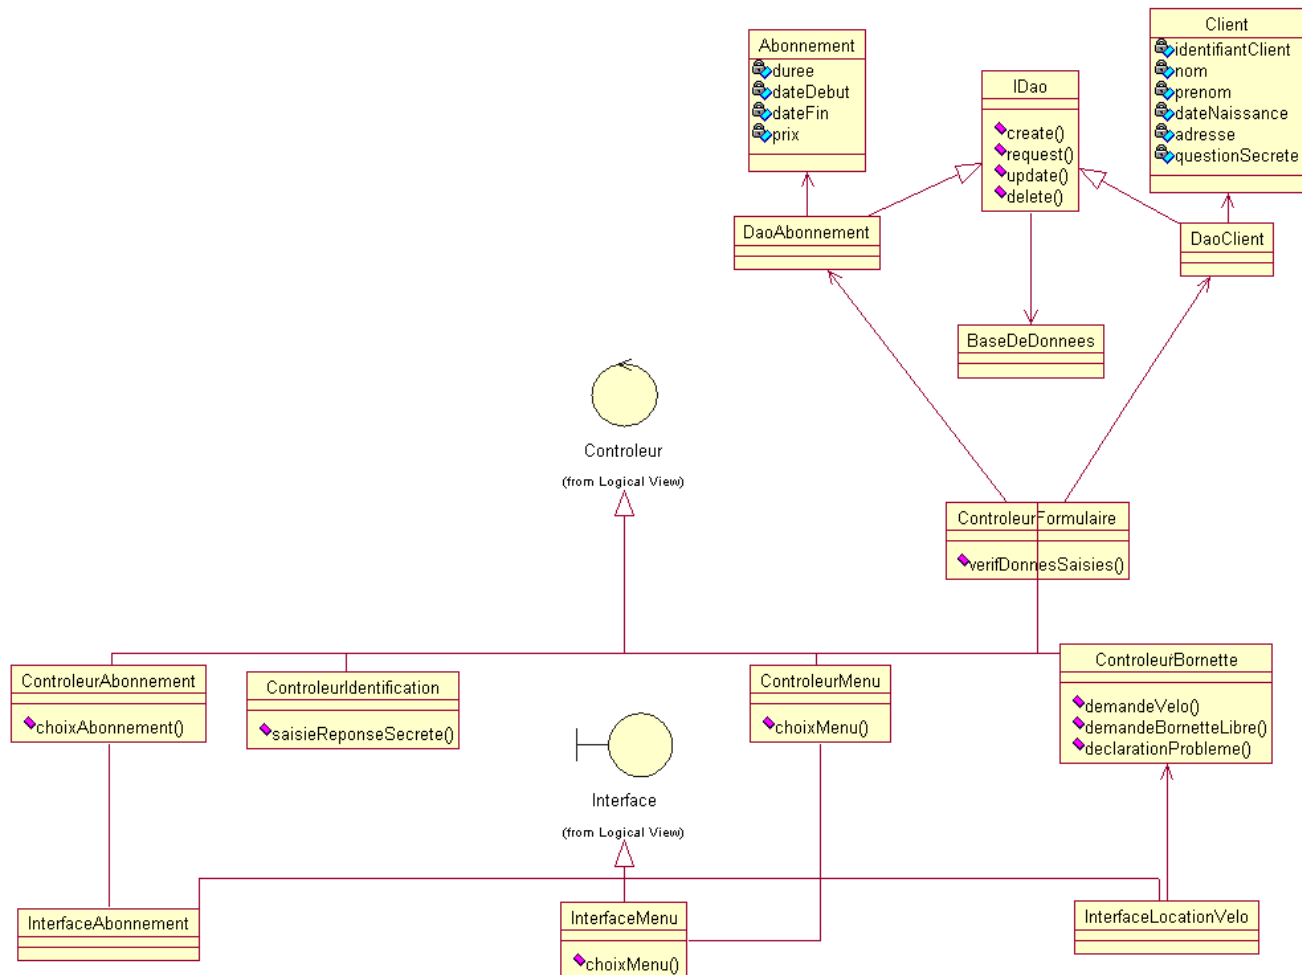 Client
identifiantClient
nom
prenom
dateNaissance
adresse
questionSecrete
Abonnement
duree
dateDebut
dateFin
prix
IDao
create()
request()
update()
delete()
DaoAbonnement
DaoClient
BaseDeDonnees
Controleur
(from Logical View)
ControleurFormulaire
verifDonnesSaisies()
ControleurAbonnement
choixAbonnement()
ControleurIdentification
saisieReponseSecrete()
ControleurMenu
choixMenu()
ControleurBornette
demandeVelo()
demandeBornetteLibre()
declarationProbleme()
Interface
(from Logical View)
InterfaceAbonnement
InterfaceMenu
choixMenu()
InterfaceLocationVelo